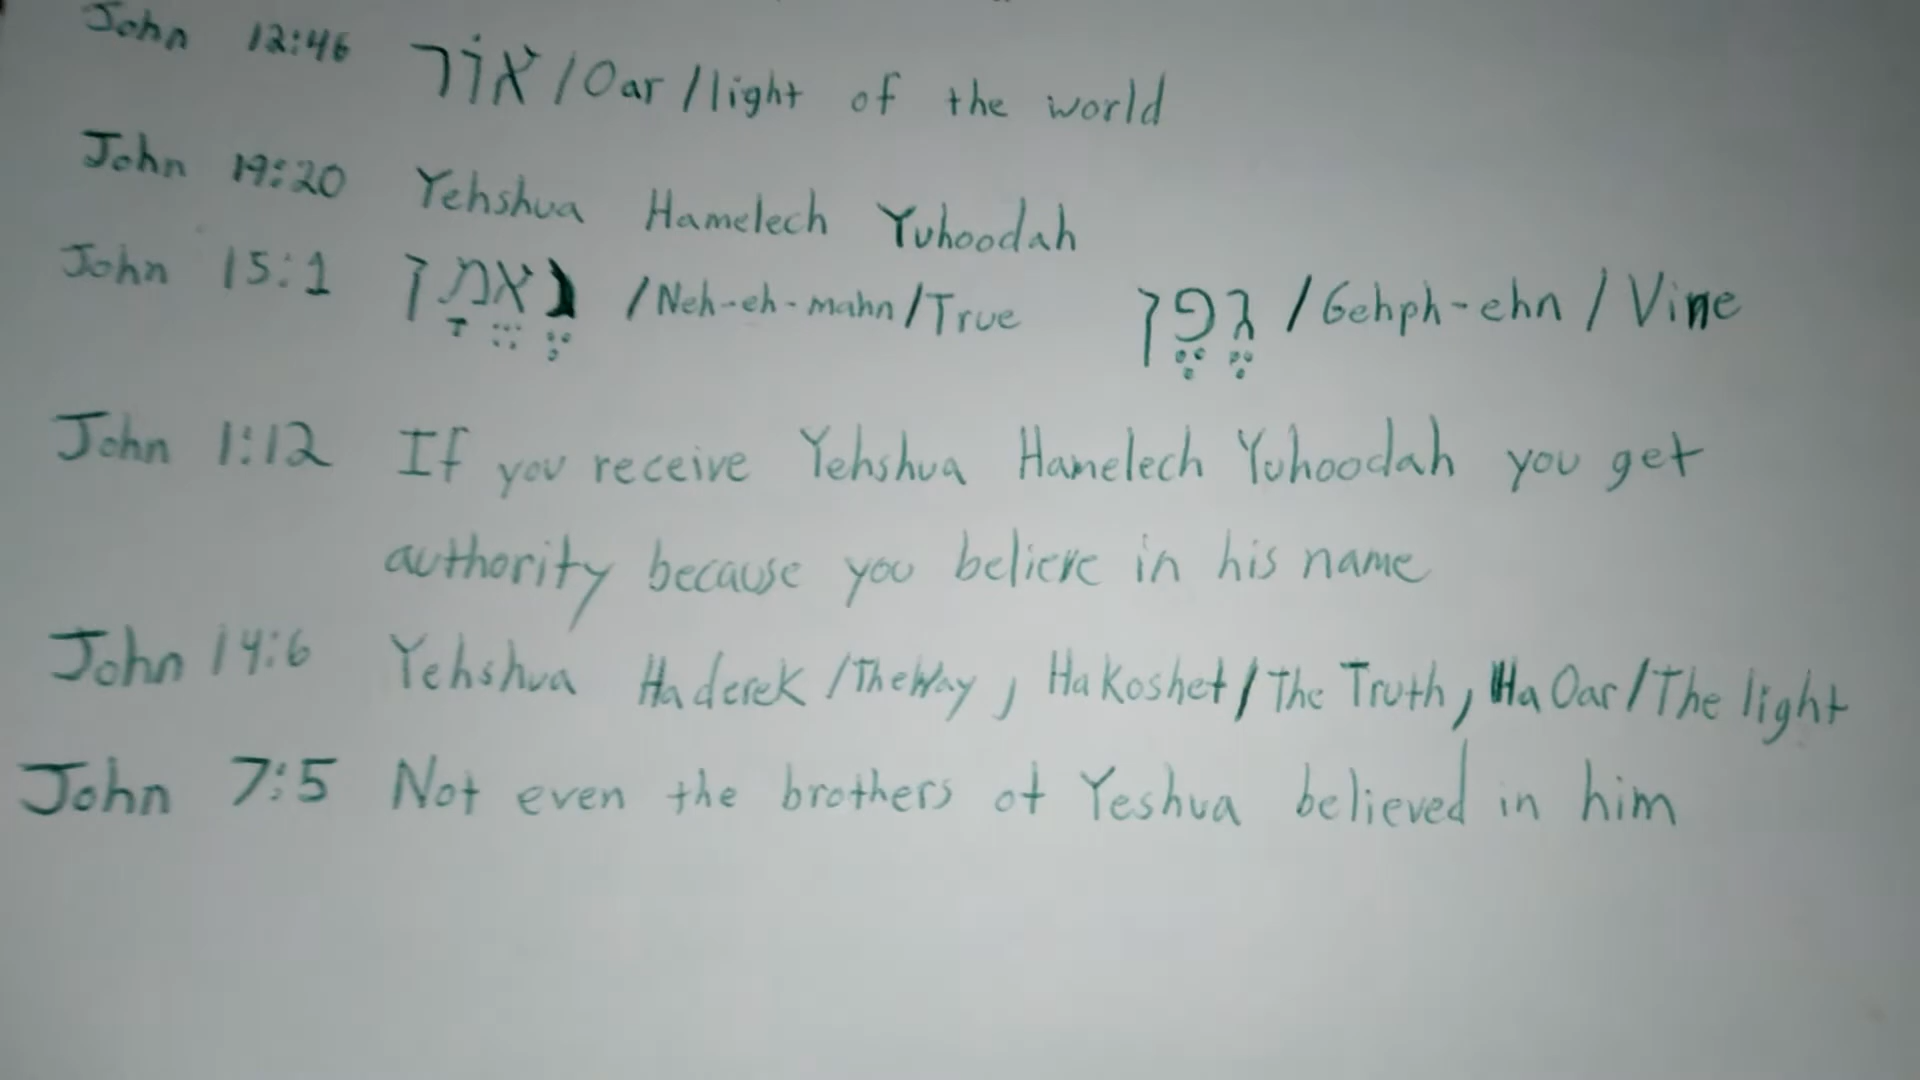 John 12:46 אוֹר / Oar / light of the world
John 19:20 Yehshua Hamelech Yuhoodah
John 15:1 נֶאֱמָן / Neh-eh-mahn / True גֶפֶן / Gehph-ehn / Vine
John 1:12 If you receive Yehshua Hamelech Yuhoodah you get
authority because you believe in his name
John 14:6 Yehshua Haderek / The Way, Ha Koshet / The Truth, Ha Oar / The light
John 7:5 Not even the brothers of Yeshua believed in him